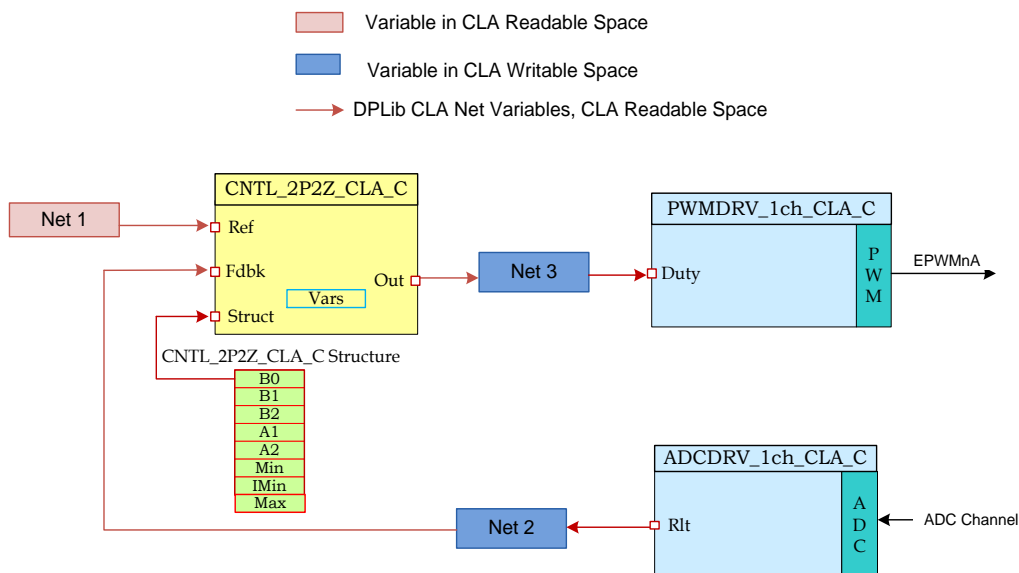 Variable in CLA Readable Space
Variable in CLA Writable Space
DPLib CLA Net Variables, CLA Readable Space
CNTL_2P2Z_CLA_C
Net 1
Ref
Fdbk
Out
Vars
Struct
Net 3
PWMDRV_1ch_CLA_C
Duty
P
W
M
EPWMnA
CNTL_2P2Z_CLA_C Structure
B0
B1
B2
A1
A2
Min
IMin
Max
Net 2
ADCDRV_1ch_CLA_C
Rlt
A
D
C
ADC Channel